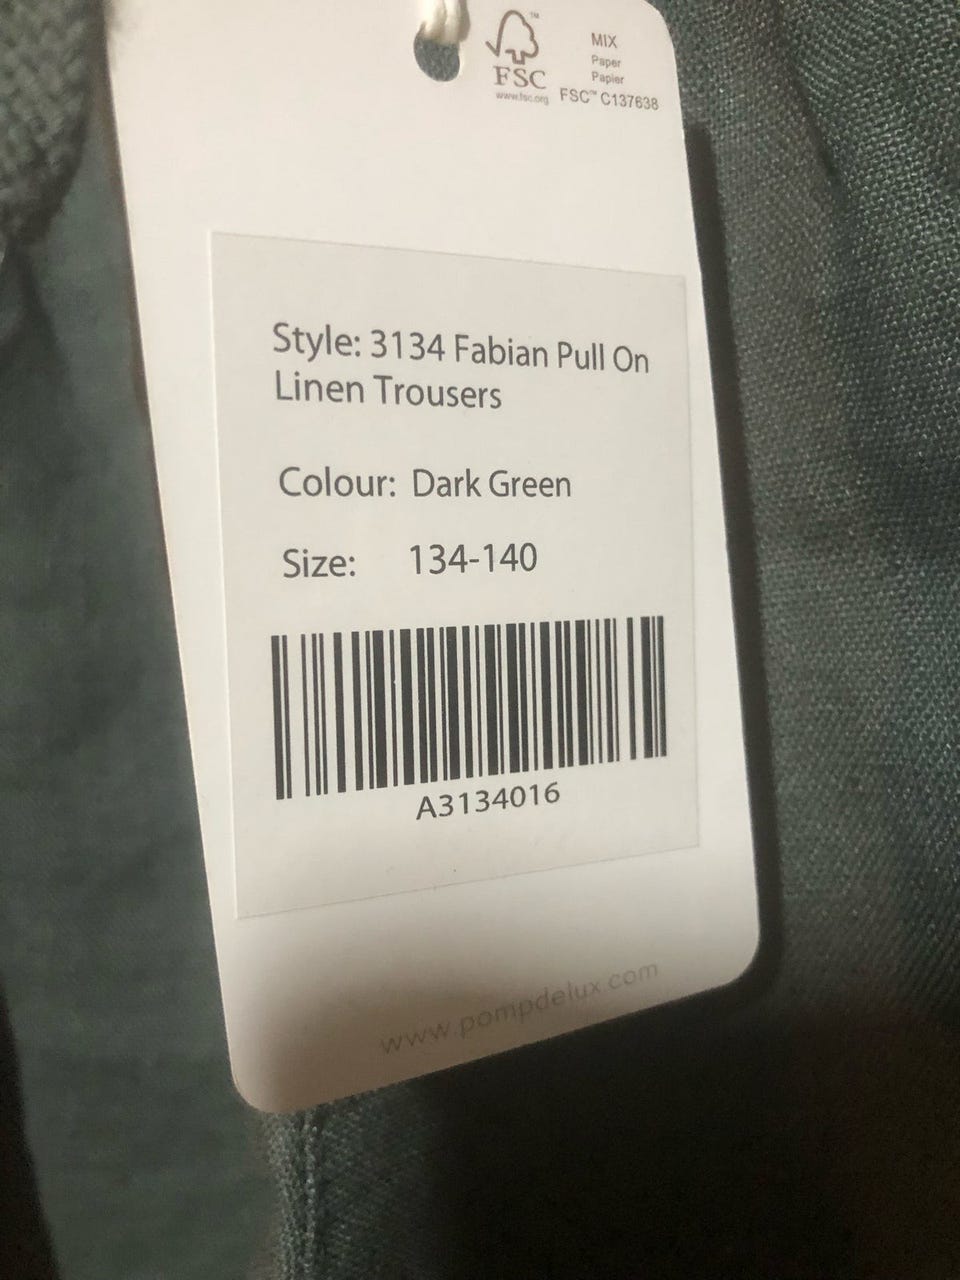 FSC™
www.fsc.org
MIX
Paper
Papier
FSC™ C137638
Style: 3134 Fabian Pull On
Linen Trousers
Colour: Dark Green
Size: 134-140
A3134016
www.pompdelux.com